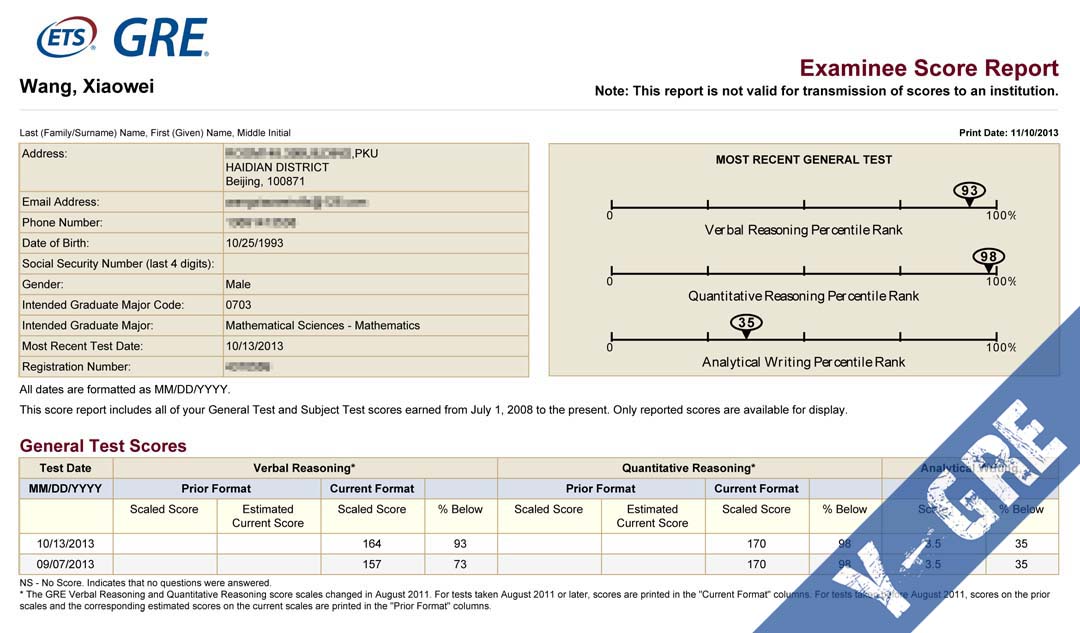 ETS® GRE®
Examinee Score Report
Wang, Xiaowei
Note: This report is not valid for transmission of scores to an institution.
Last (Family/Surname) Name, First (Given) Name, Middle Initial
Print Date: 11/10/2013
Address: ,PKU
HAIDIAN DISTRICT
Beijing, 100871
Email Address:
Phone Number:
Date of Birth: 10/25/1993
Social Security Number (last 4 digits):
Gender: Male
Intended Graduate Major Code: 0703
Intended Graduate Major: Mathematical Sciences - Mathematics
Most Recent Test Date: 10/13/2013
Registration Number:
MOST RECENT GENERAL TEST
93
0 100%
Verbal Reasoning Percentile Rank
98
0 100%
Quantitative Reasoning Percentile Rank
35
0 100%
Analytical Writing Percentile Rank
All dates are formatted as MM/DD/YYYY.
This score report includes all of your General Test and Subject Test scores earned from July 1, 2008 to the present. Only reported scores are available for display.
General Test Scores
Test Date Verbal Reasoning* Quantitative Reasoning* Analytical Writing
MM/DD/YYYY Prior Format Current Format Prior Format Current Format
Scaled Score Estimated Current Score Scaled Score % Below Scaled Score Estimated Current Score Scaled Score % Below % Below
10/13/2013 164 93 170 98 3.5 35
09/07/2013 157 73 170 98 3.5 35
NS - No Score. Indicates that no questions were answered.
* The GRE Verbal Reasoning and Quantitative Reasoning score scales changed in August 2011. For tests taken August 2011 or later, scores are printed in the "Current Format" columns. For tests taken before August 2011, scores on the prior
scales and the corresponding estimated scores on the current scales are printed in the "Prior Format" columns.
V-GRE